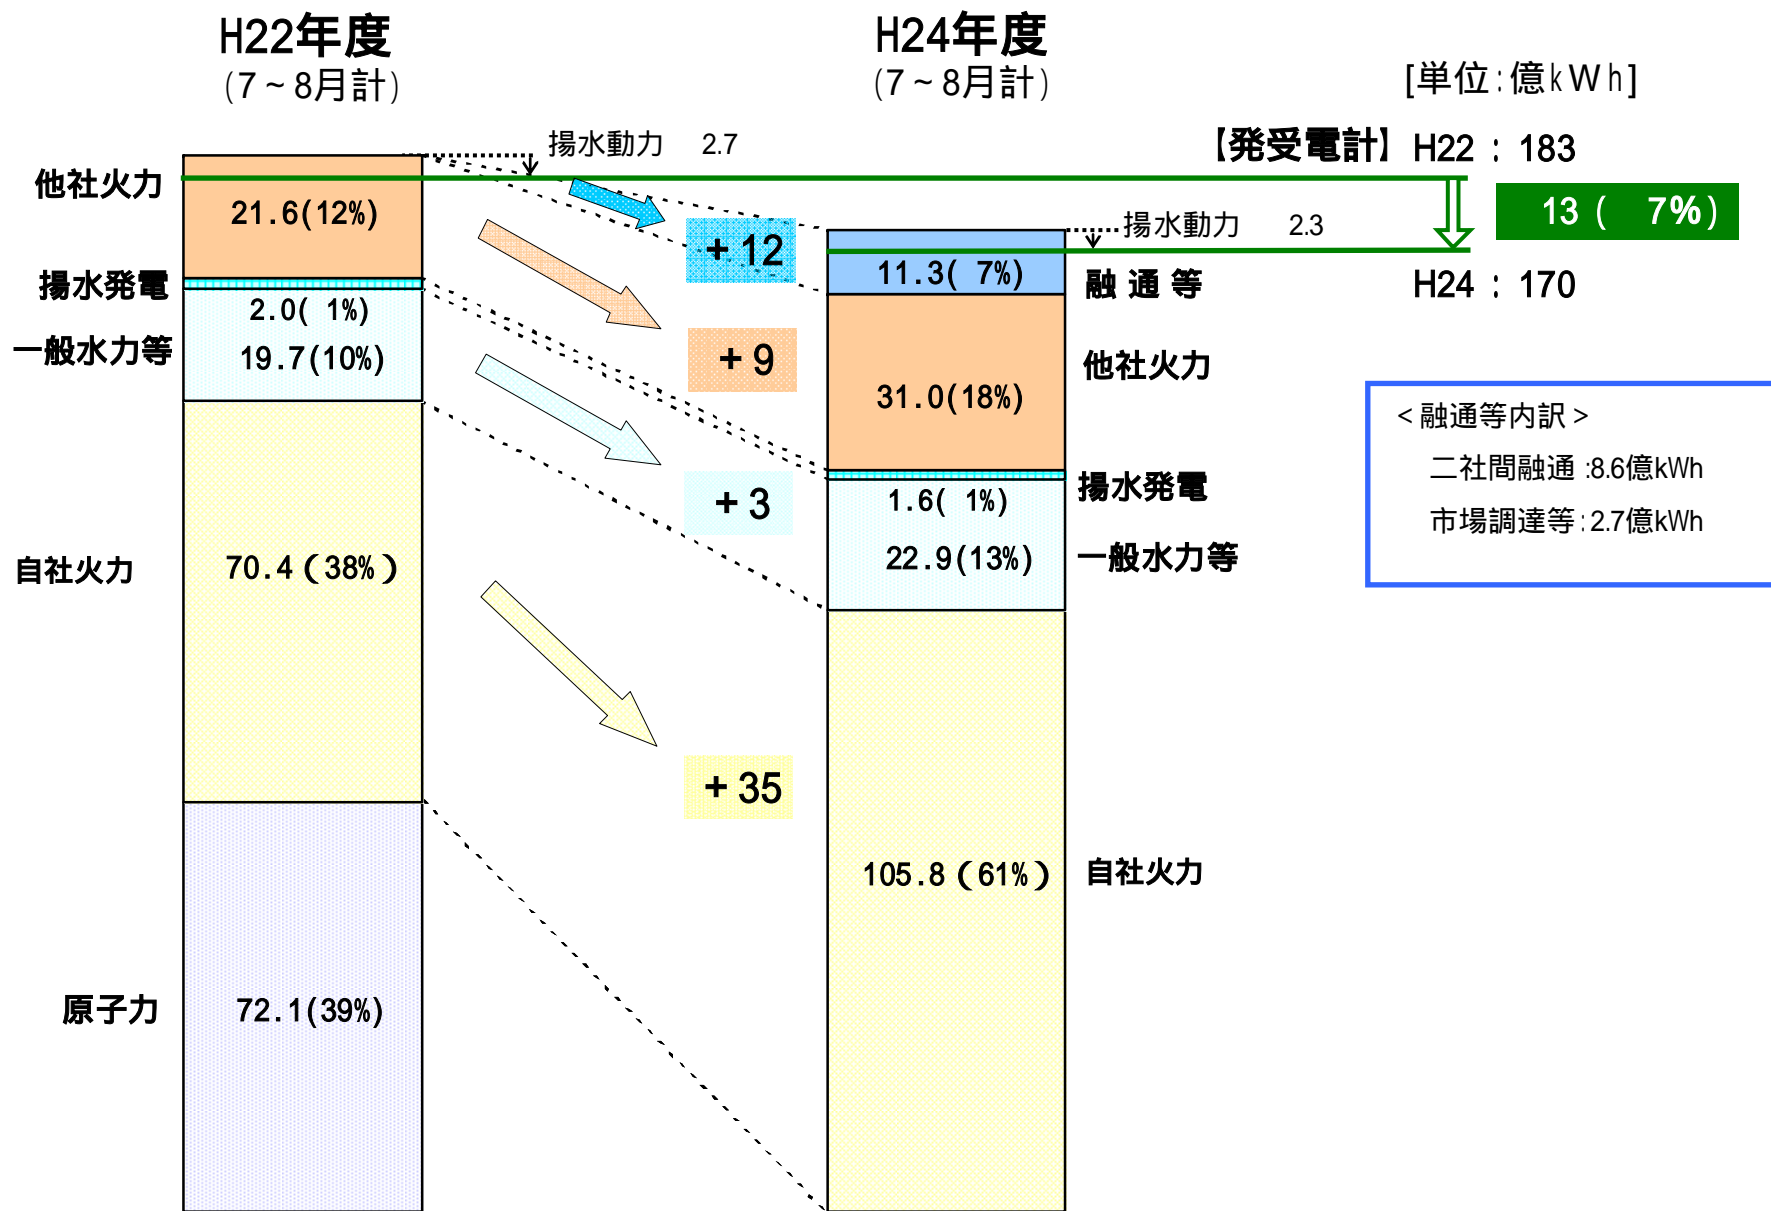 H22年度
(7～8月計)
H24年度
(7～8月計)
[単位:億kWh]
揚水動力 2.7
【発受電計】 H22 : 183
13 ( 7%)
H24 : 170
揚水動力 2.3
他社火力
21.6(12%)
揚水発電
2.0( 1%)
一般水力等
19.7(10%)
自社火力
70.4(38%)
原子力
72.1(39%)
+12
+9
+3
+35
11.3( 7%)
融通等
31.0(18%)
他社火力
揚水発電
1.6( 1%)
22.9(13%)
一般水力等
105.8(61%)
自社火力
<融通等内訳>
二社間融通:8.6億kWh
市場調達等:2.7億kWh